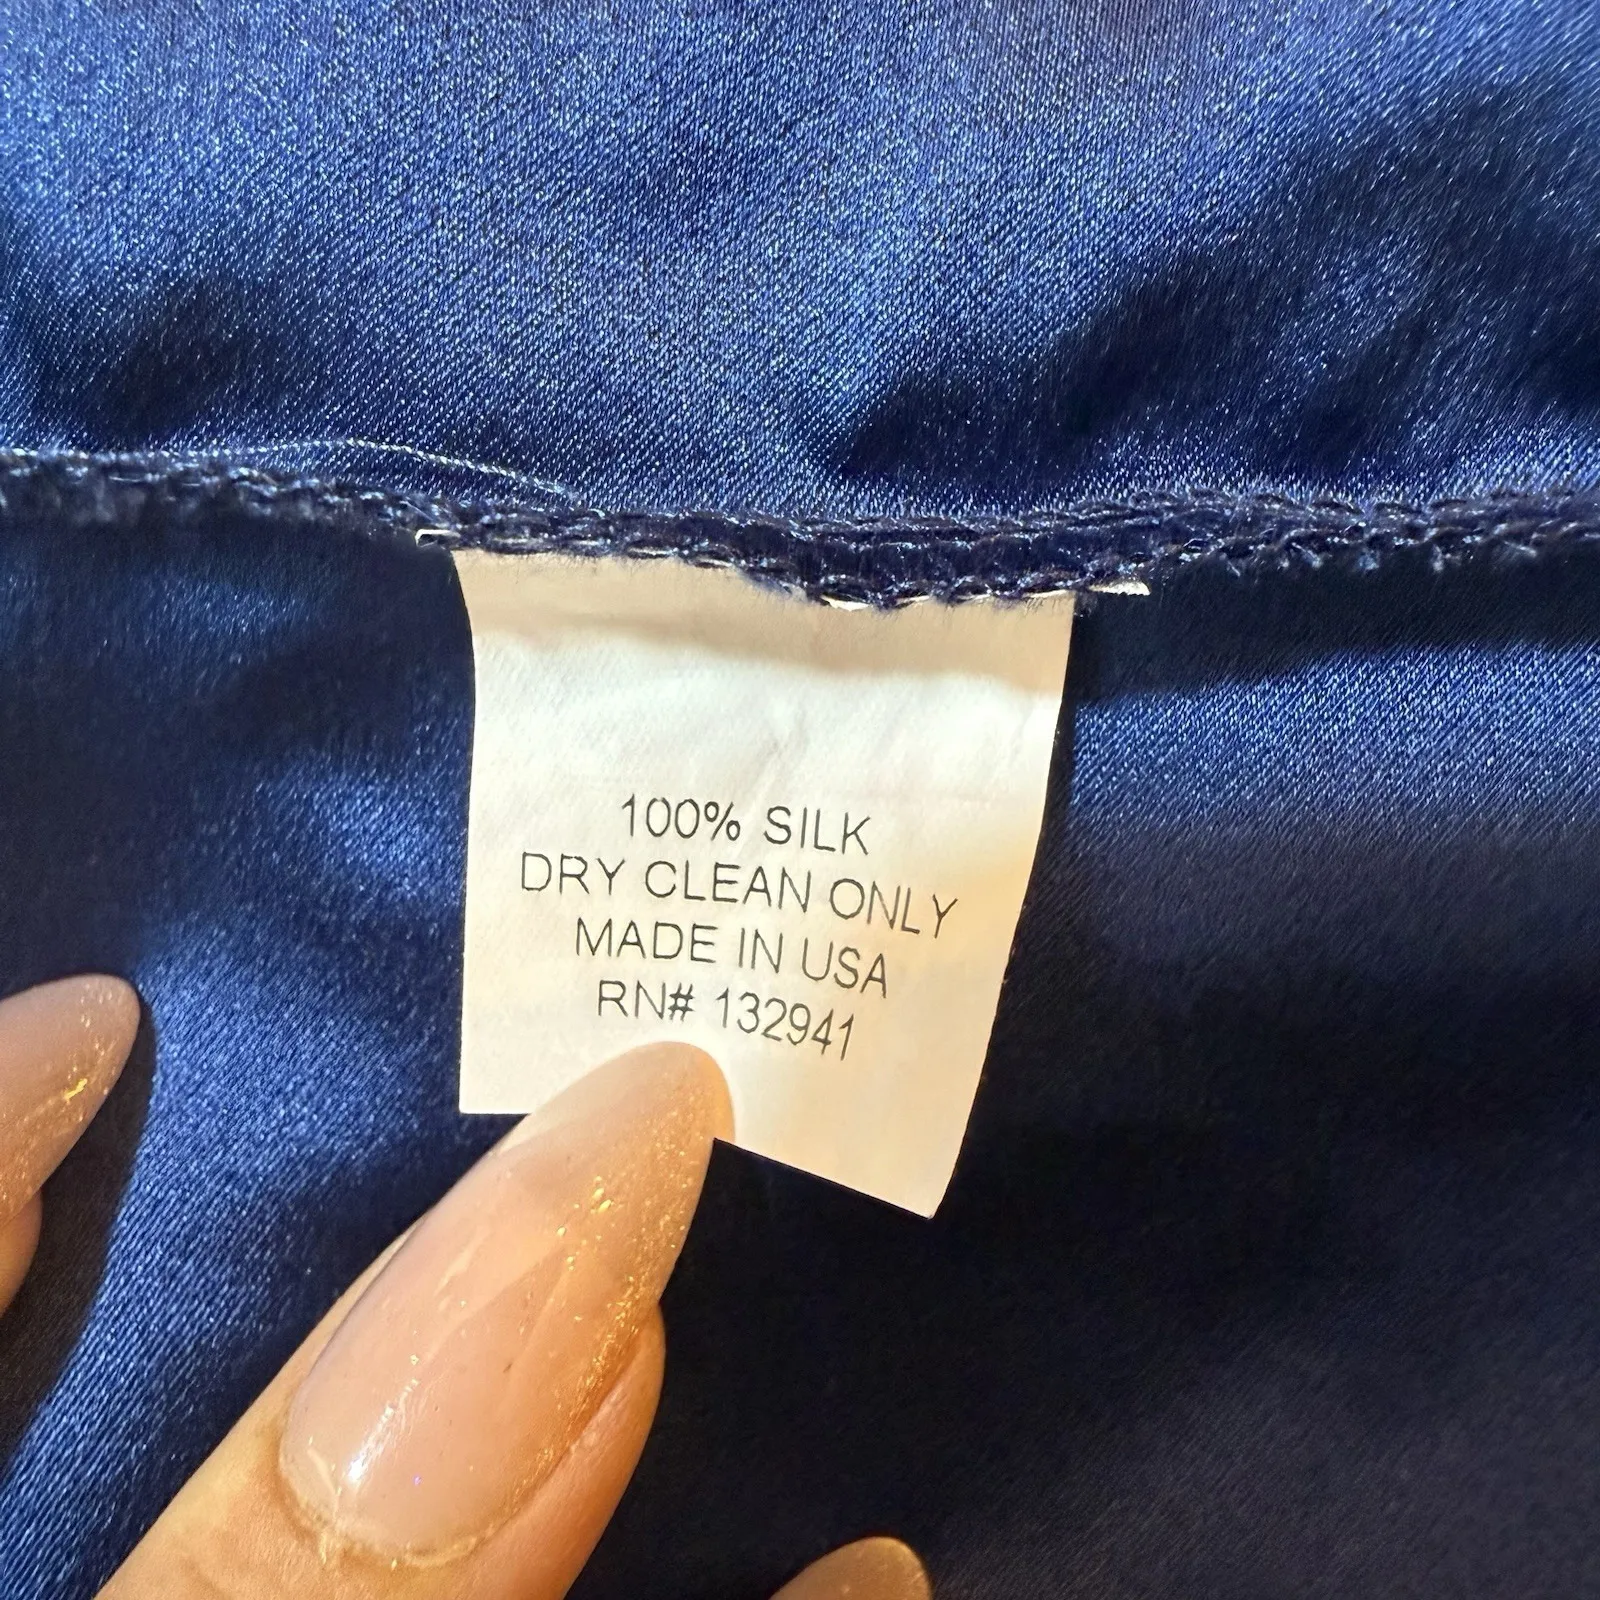 100% SILK
DRY CLEAN ONLY
MADE IN USA
RN# 132941